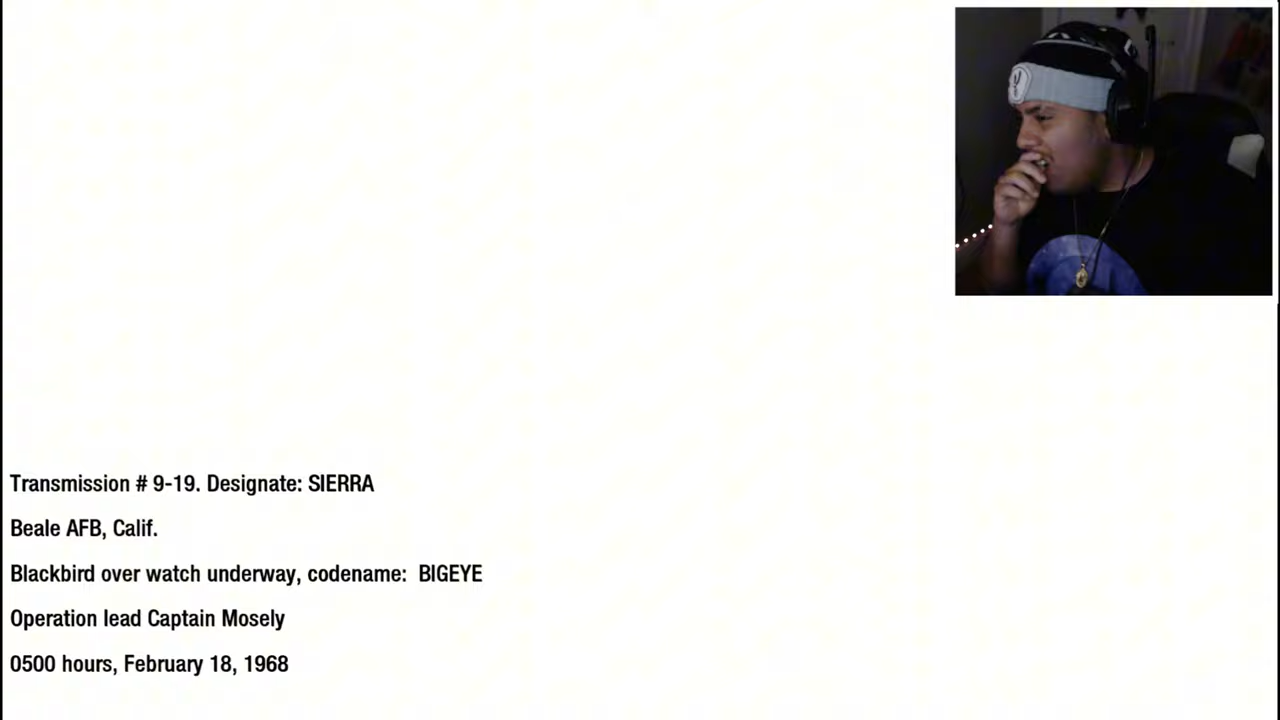 Transmission # 9-19. Designate: SIERRA
Beale AFB, Calif.
Blackbird over watch underway, codename: BIGEYE
Operation lead Captain Mosely
0500 hours, February 18, 1968